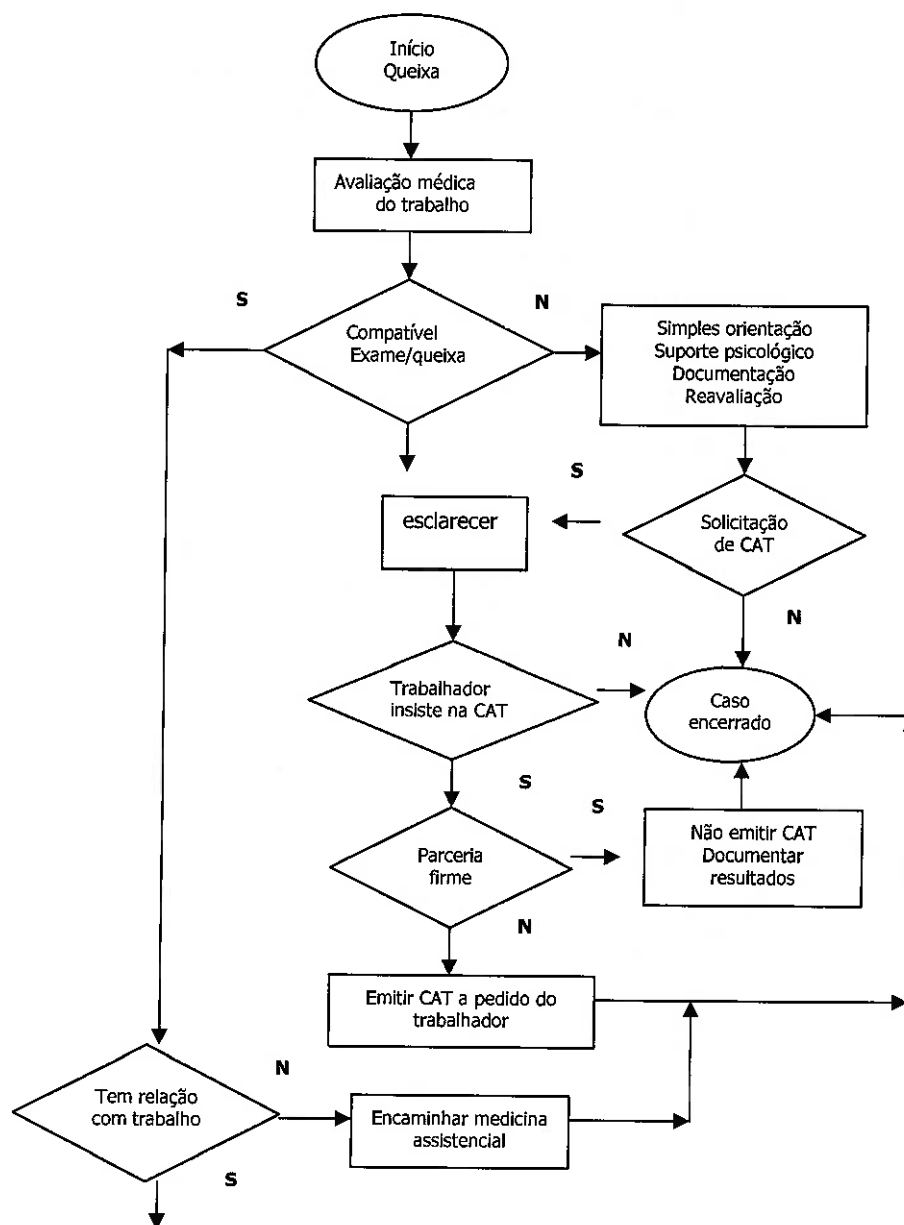 Início
Queixa
Avaliação médica
do trabalho
S
N
Compatível
Exame/queixa
Simples orientação
Suporte psicológico
Documentação
Reavaliação
S
esclarecer
Solicitação
de CAT
N
N
Trabalhador
insiste na CAT
Caso
encerrado
S
S
Parceria
firme
Não emitir CAT
Documentar
resultados
N
Emitir CAT a pedido do
trabalhador
N
Tem relação
com trabalho
Encaminhar medicina
assistencial
S